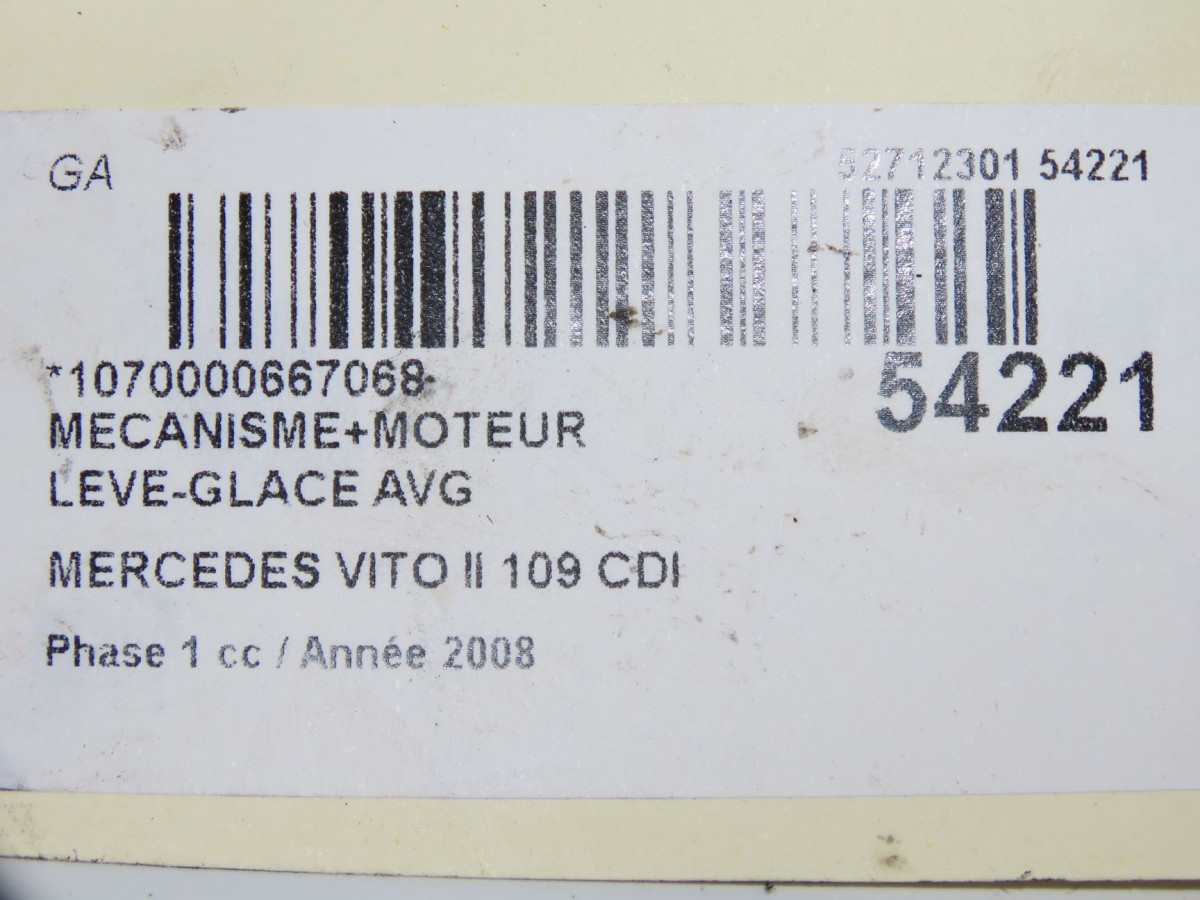 GA
52712301 54221
*1070000667068
54221
MECANISME+MOTEUR
LEVE-GLACE AVG
MERCEDES VITO II 109 CDI
Phase 1 cc / Année 2008